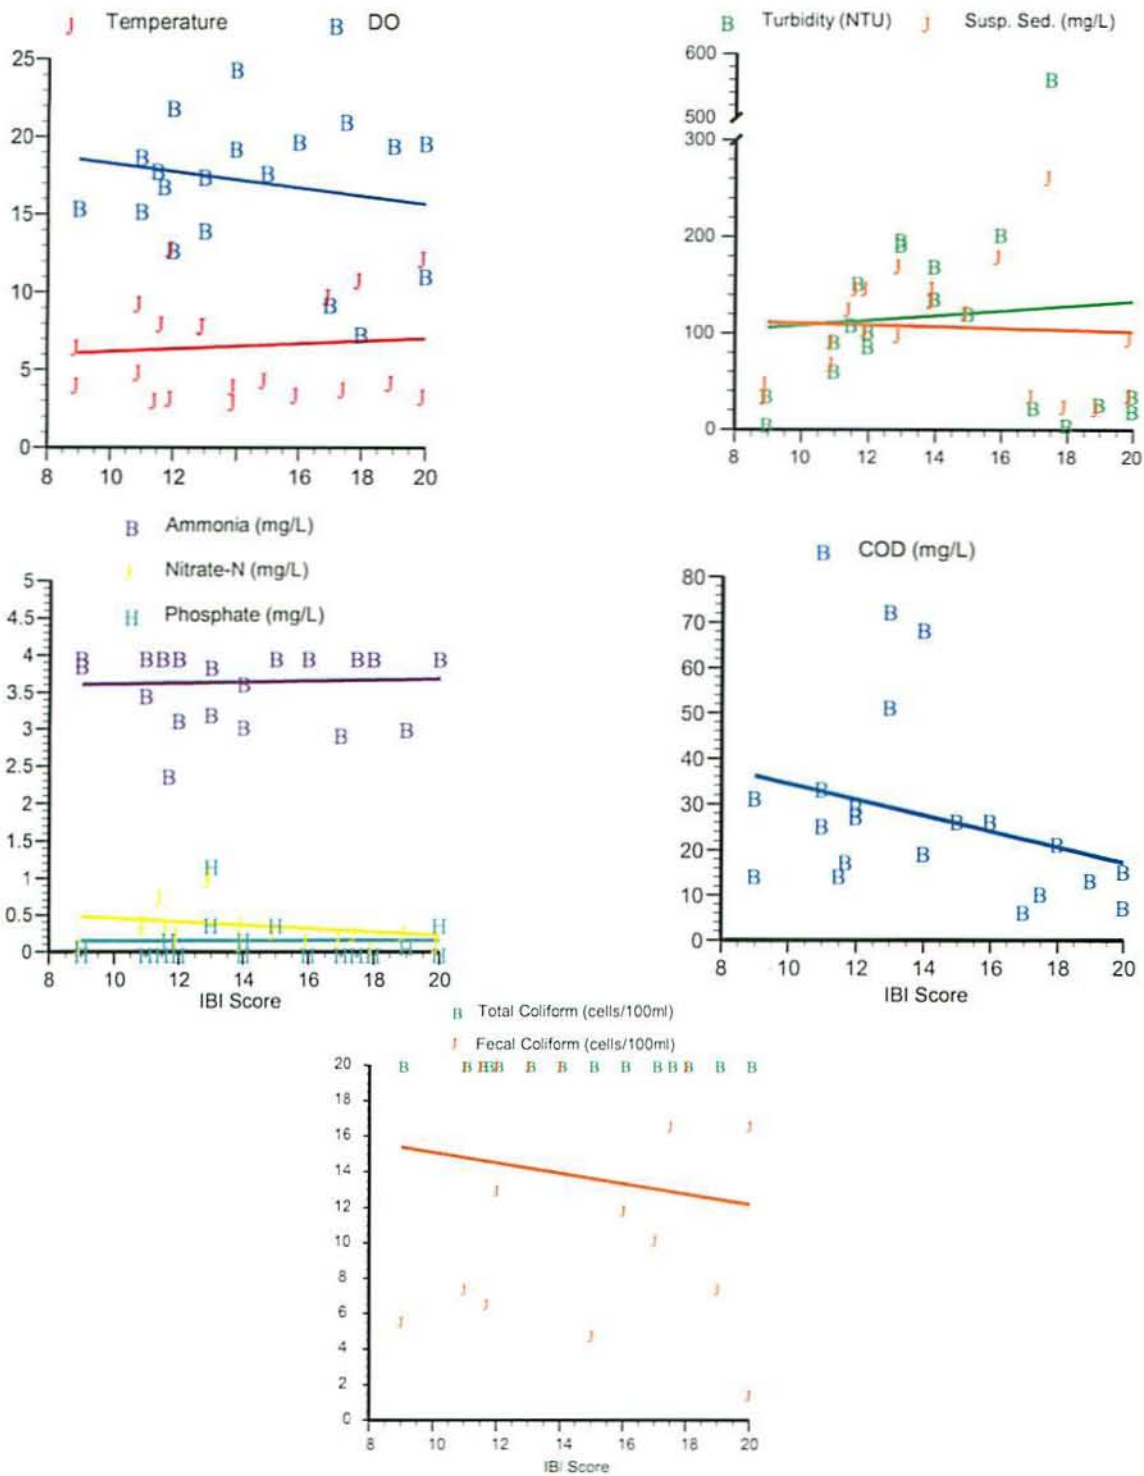 J Temperature B DO
25
20
15
10
5
0
8 10 12 16 18 20
B Turbidity (NTU) J Susp. Sed. (mg/L)
600
500
300
200
100
0
8 10 12 14 16 18 20
B Ammonia (mg/L)
J Nitrate-N (mg/L)
H Phosphate (mg/L)
5
4.5
4
3.5
3
2.5
2
1.5
1
0.5
0
8 10 12 14 16 18 20
IBI Score
B COD (mg/L)
80
70
60
50
40
30
20
10
0
8 10 12 14 16 18 20
IBI Score
B Total Coliform (cells/100ml)
J Fecal Coliform (cells/100ml)
20
18
16
14
12
10
8
6
4
2
0
8 10 12 14 16 18 20
IBI Score